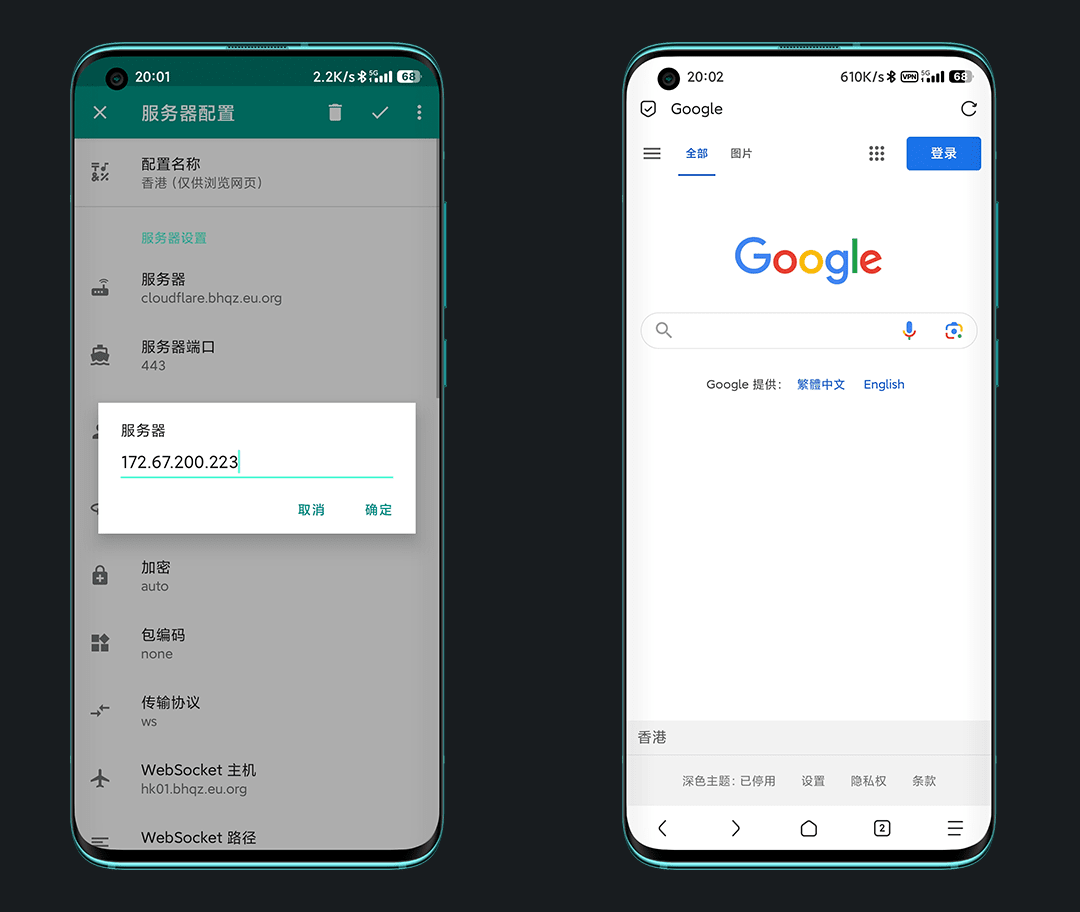 20:01
2.2K/s 5G 68
服务器配置
配置名称
香港（仅供浏览网页）
服务器设置
服务器
cloudflare.bhqz.eu.org
服务器端口
443
服务器
172.67.200.223
取消 确定
加密
auto
包编码
none
传输协议
ws
WebSocket 主机
hk01.bhqz.eu.org
WebSocket 路径
20:02
610K/s VPN 5G 68
Google
全部 图片
登录
Google
Google 提供： 繁體中文 English
香港
深色主题：已停用 设置 隐私权 条款
2